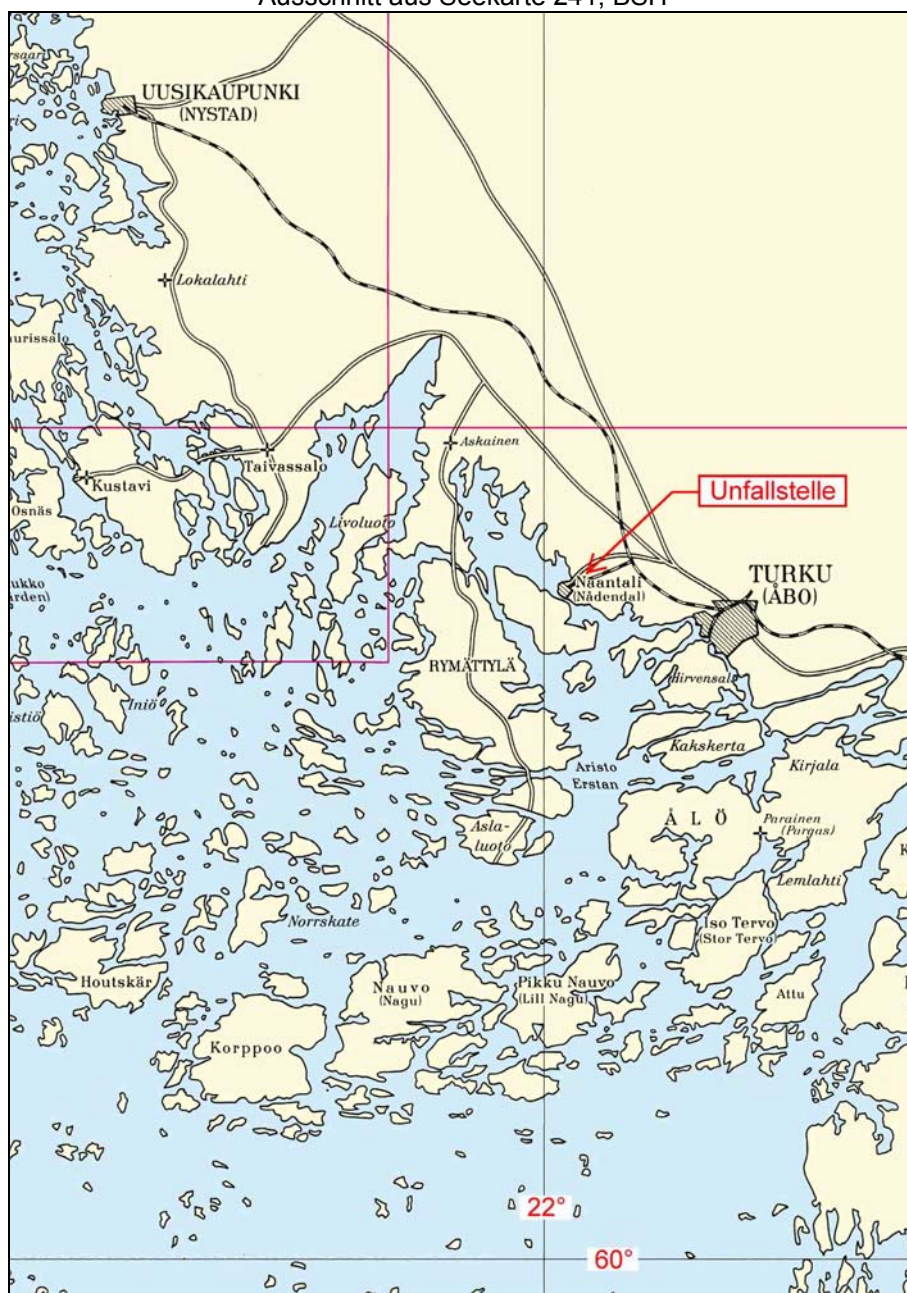 Ausschnitt aus Seekarte 241, BSH
UUSIKAUPUNKI
(NYSTAD)
Lokalahti
Askainen
Taivassalo
Kustavi
Osnäs
Livoluoto
Unfallstelle
Naantali
(Nådendal)
TURKU
(ÅBO)
RYMÄTTYLÄ
Hirvensalo
Iniö
Kakskerta
Kirjala
Aristo
Erstan
ÅLÖ
Parainen
(Pargas)
Asla-
luoto
Lemlahti
Norrskate
Iso Tervo
(Stor Tervo)
Houtskär
Nauvo
(Nagu)
Pikku Nauvo
(Lill Nagu)
Attu
Korppoo
22°
60°